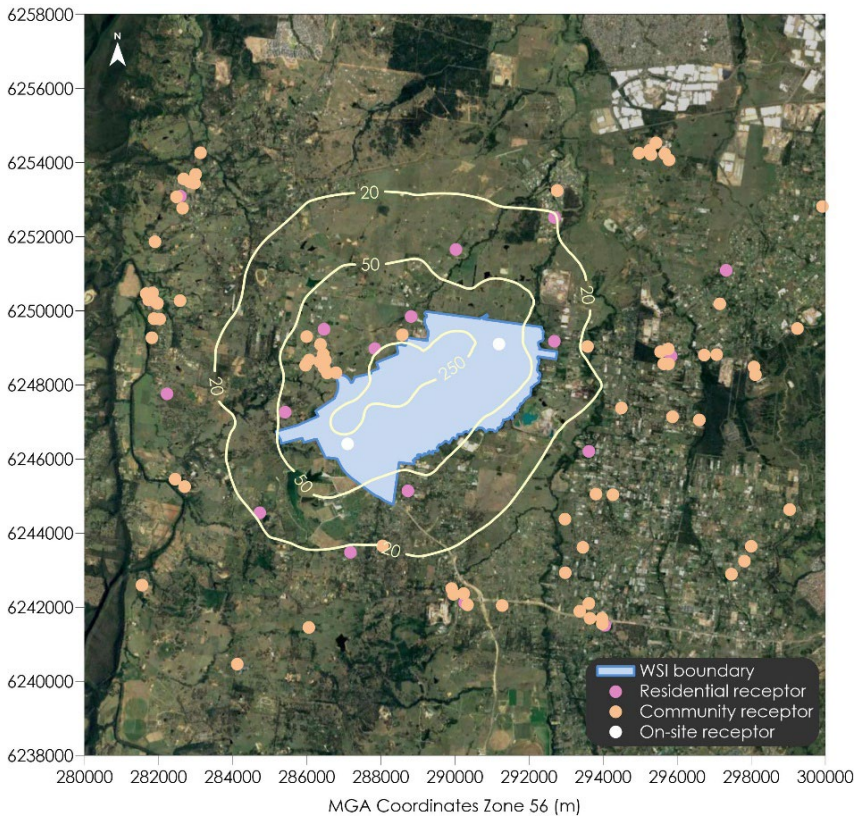 6258000
N
6256000
6254000
20
6252000
50
6250000
20
6248000
250
20
6246000
50
6244000
20
6242000
WSI boundary
Residential receptor
6240000
Community receptor
On-site receptor
6238000
280000 282000 284000 286000 288000 290000 292000 294000 296000 298000 300000
MGA Coordinates Zone 56 (m)